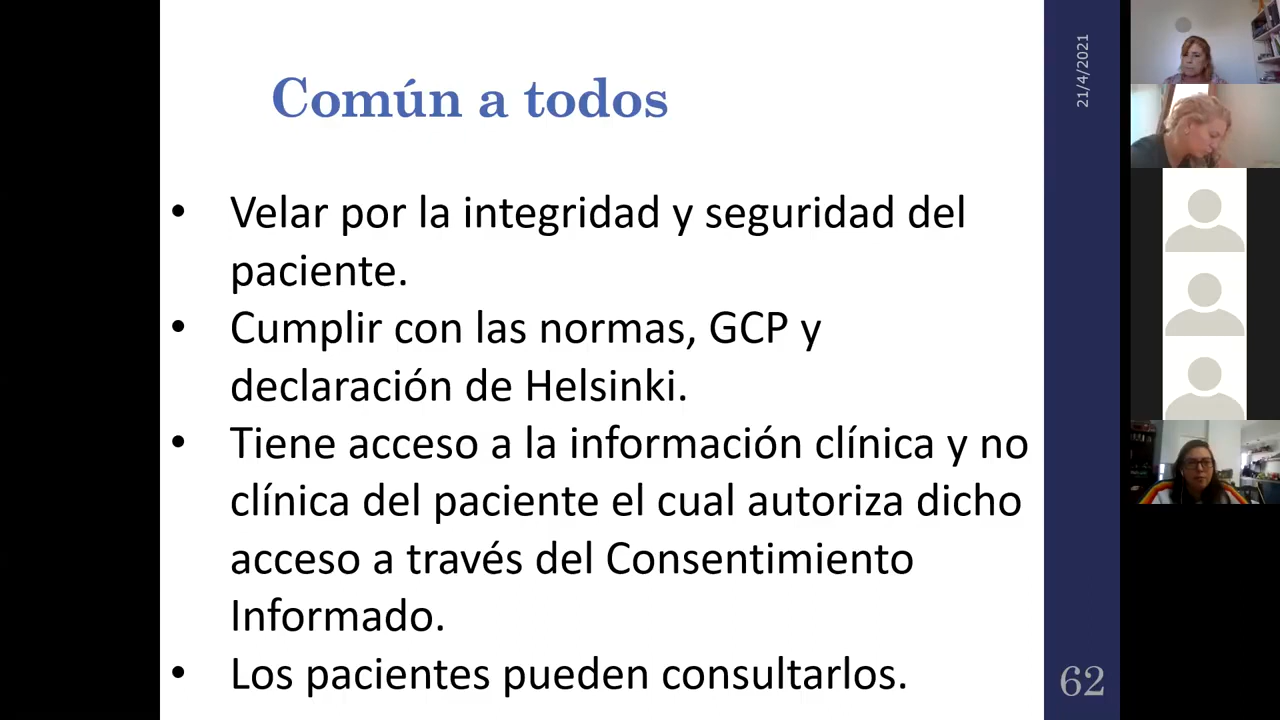 Común a todos
21/4/2021
• Velar por la integridad y seguridad del
paciente.
• Cumplir con las normas, GCP y
declaración de Helsinki.
• Tiene acceso a la información clínica y no
clínica del paciente el cual autoriza dicho
acceso a través del Consentimiento
Informado.
• Los pacientes pueden consultarlos.
62